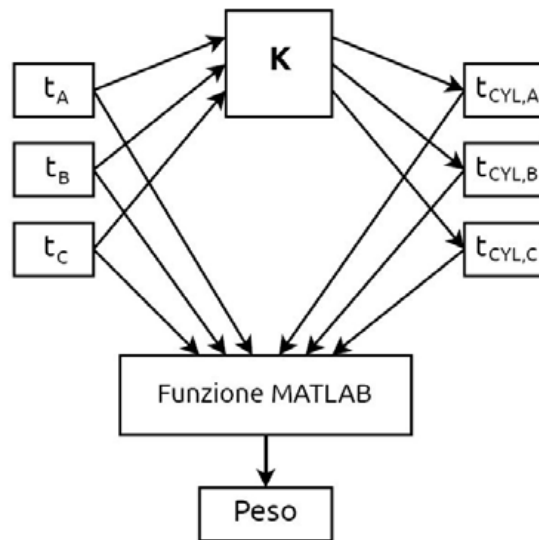 K
t_A
t_CYL,A
t_B
t_CYL,B
t_C
t_CYL,C
Funzione MATLAB
Peso